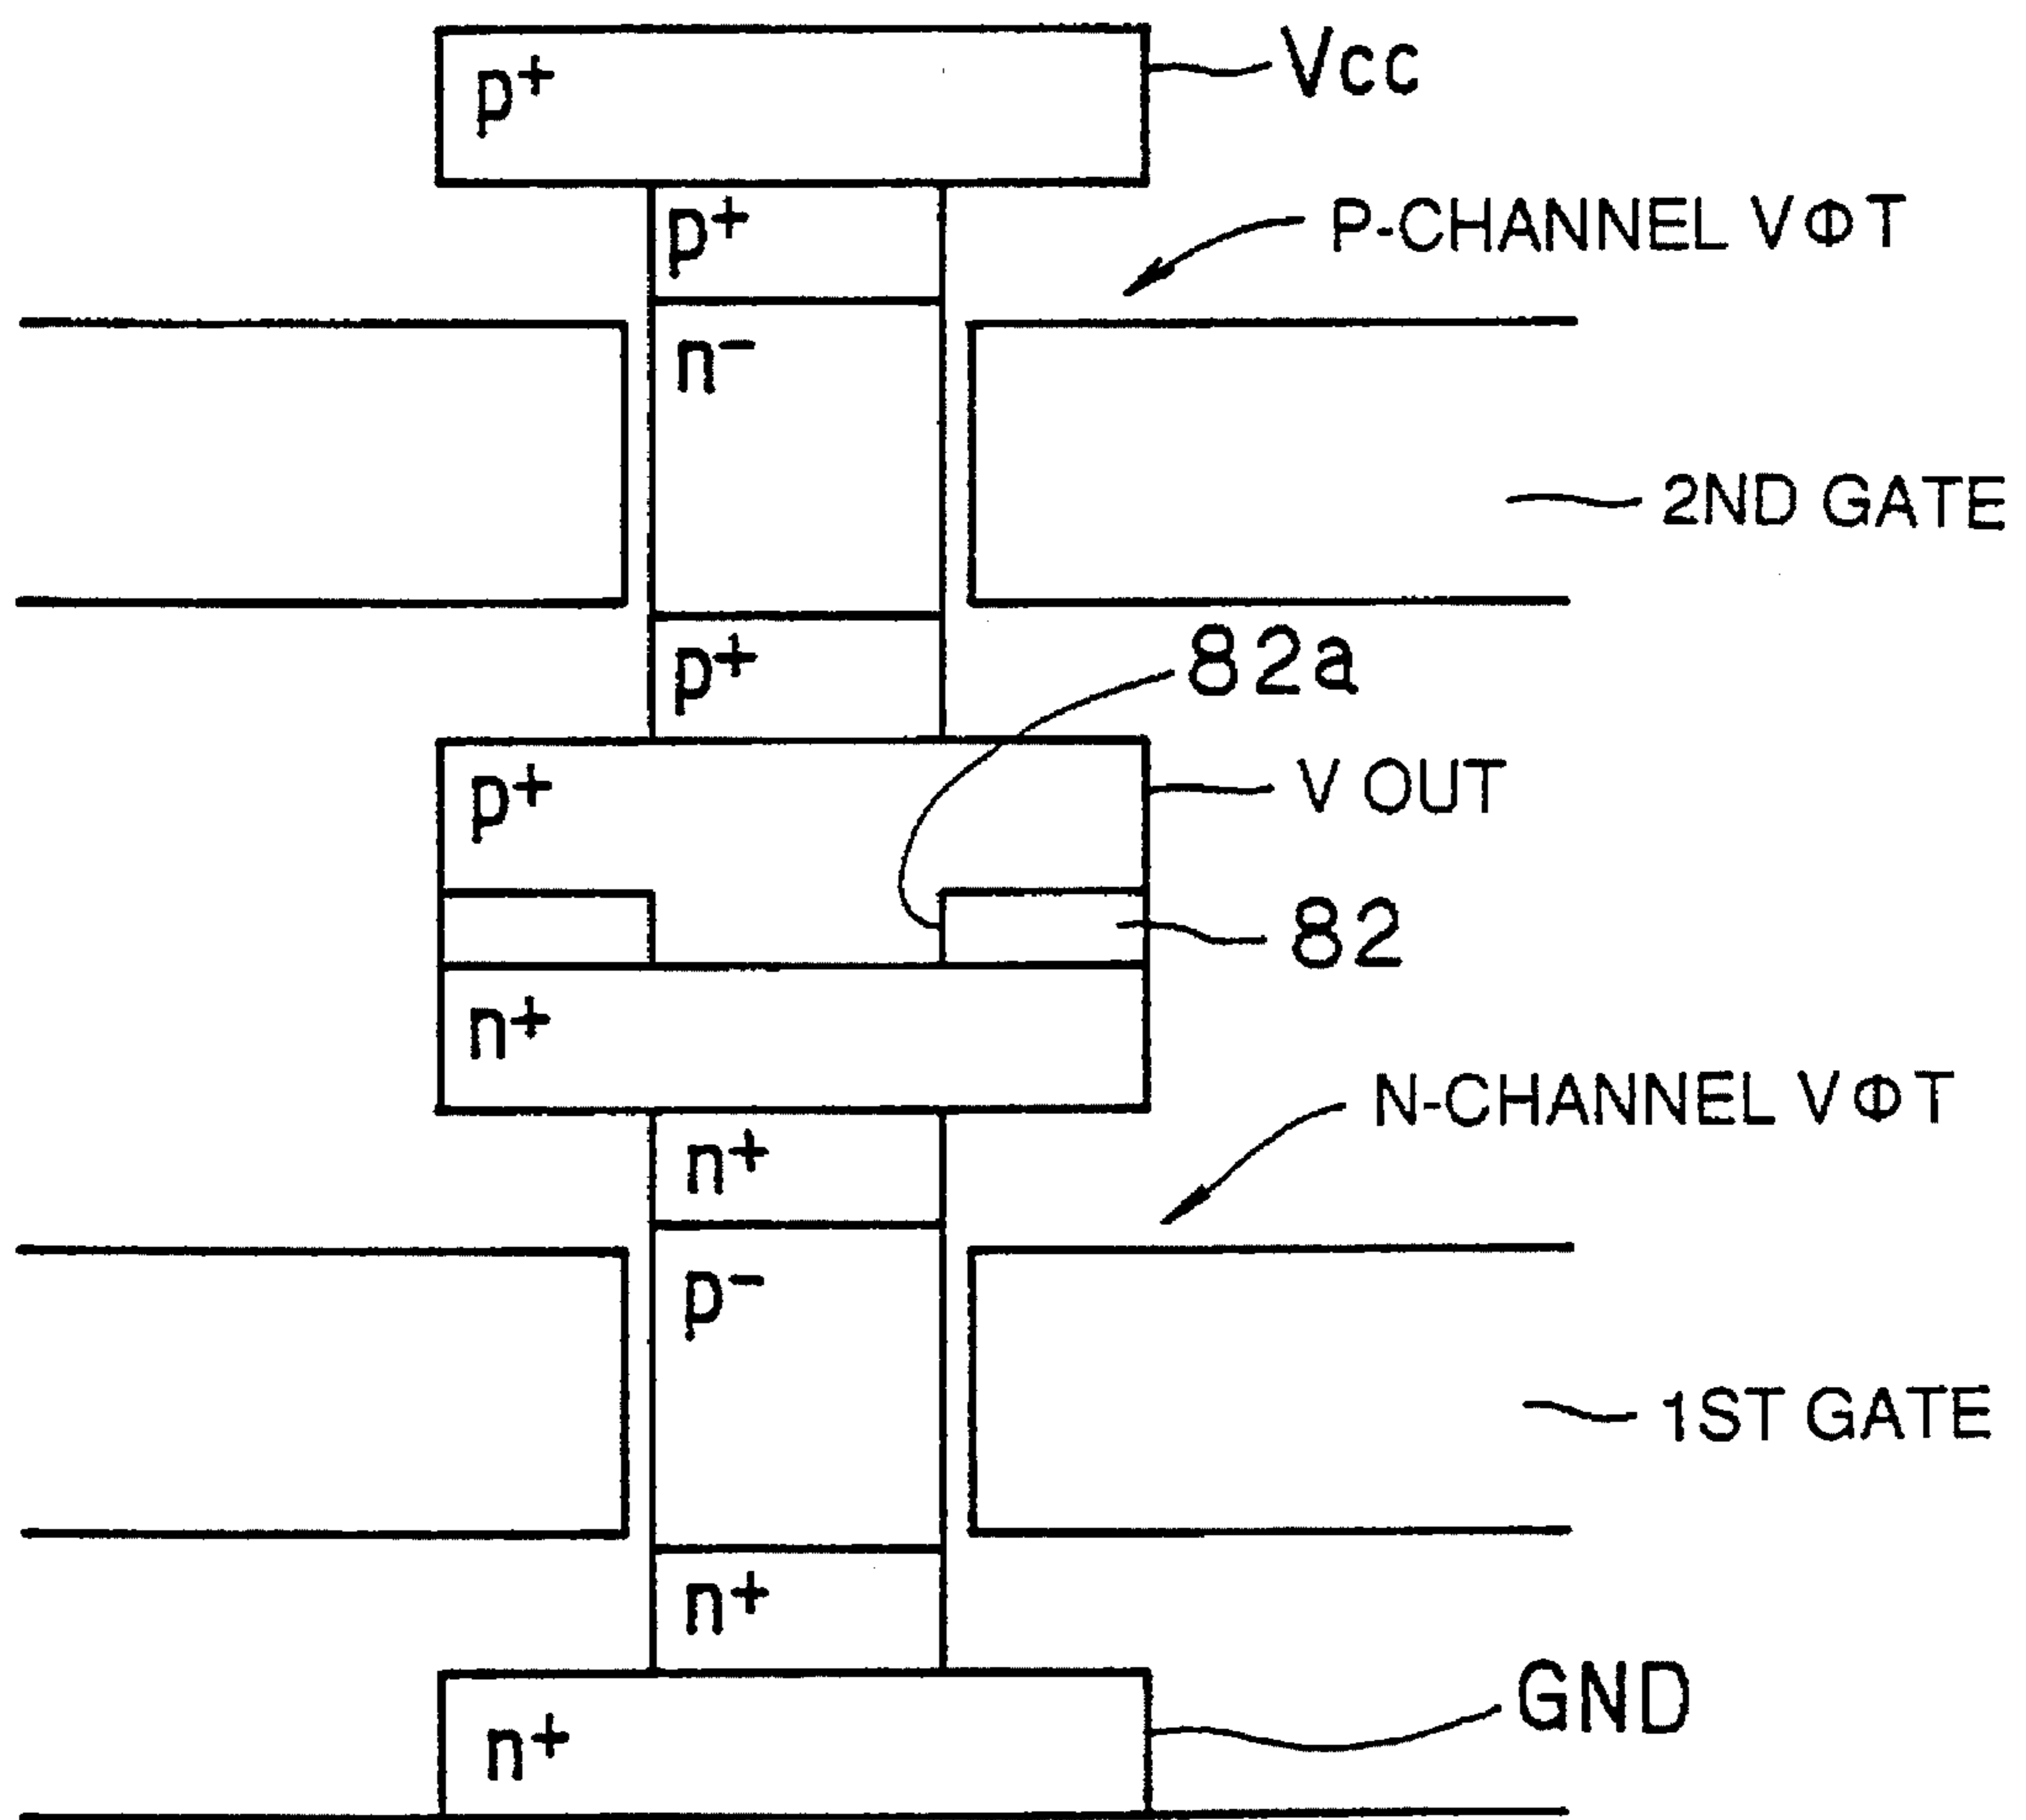 p+
Vcc
p+
P-CHANNEL VΦT
n−
2ND GATE
p+
82a
p+
V OUT
82
n+
N-CHANNEL VΦT
n+
p−
1ST GATE
n+
GND
n+